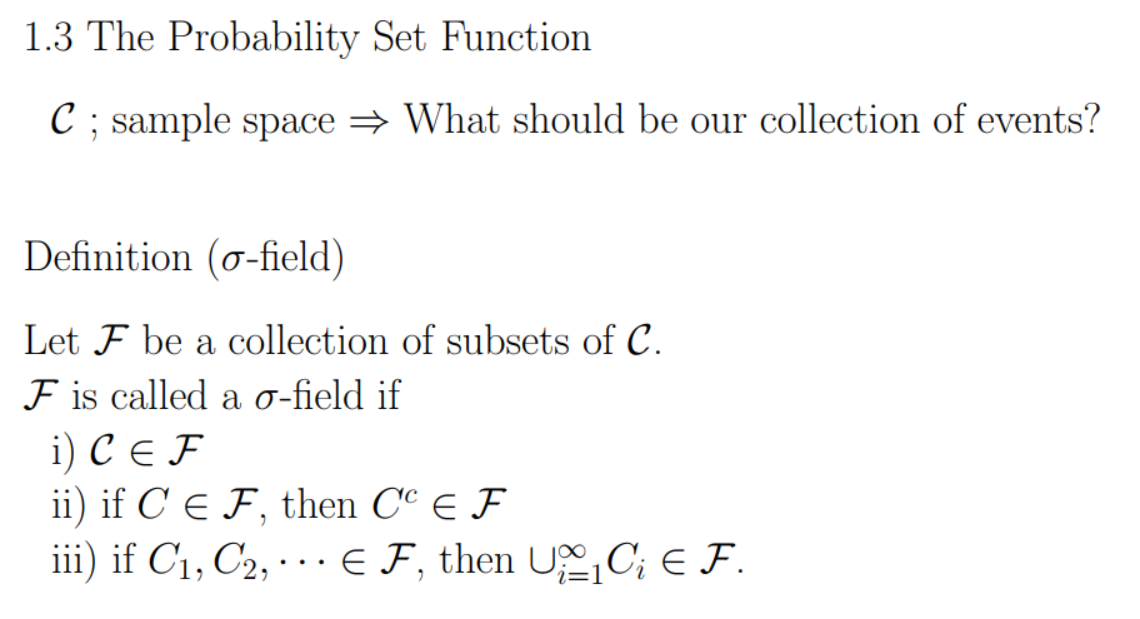 1.3 The Probability Set Function
𝒞 ; sample space ⇒ What should be our collection of events?
Definition (σ-field)
Let ℱ be a collection of subsets of 𝒞.
ℱ is called a σ-field if
i) 𝒞 ∈ ℱ
ii) if C ∈ ℱ, then Cᶜ ∈ ℱ
iii) if C₁, C₂, ⋯ ∈ ℱ, then ∪_{i=1}^∞ C_i ∈ ℱ.